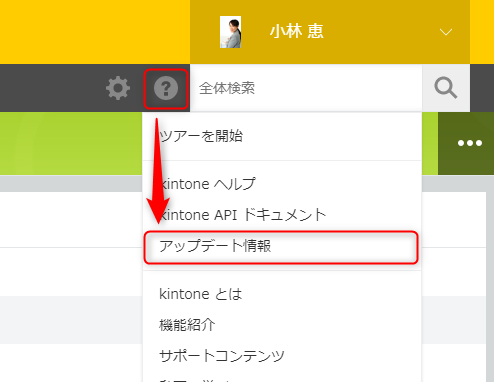 小林 恵
全体検索
ツアーを開始
kintone ヘルプ
kintone API ドキュメント
アップデート情報
kintone とは
機能紹介
サポートコンテンツ